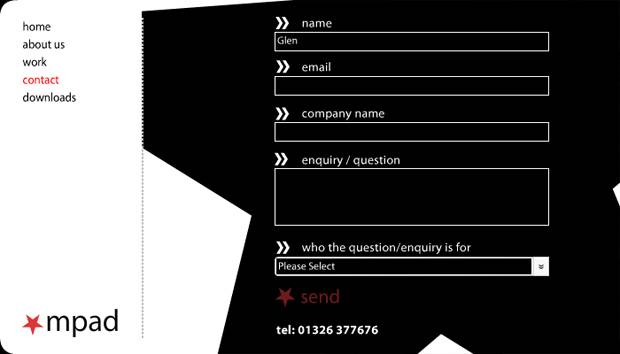 home
about us
work
contact
downloads
mpad
name
Glen
email
company name
enquiry / question
who the question/enquiry is for
Please Select
send
tel: 01326 377676